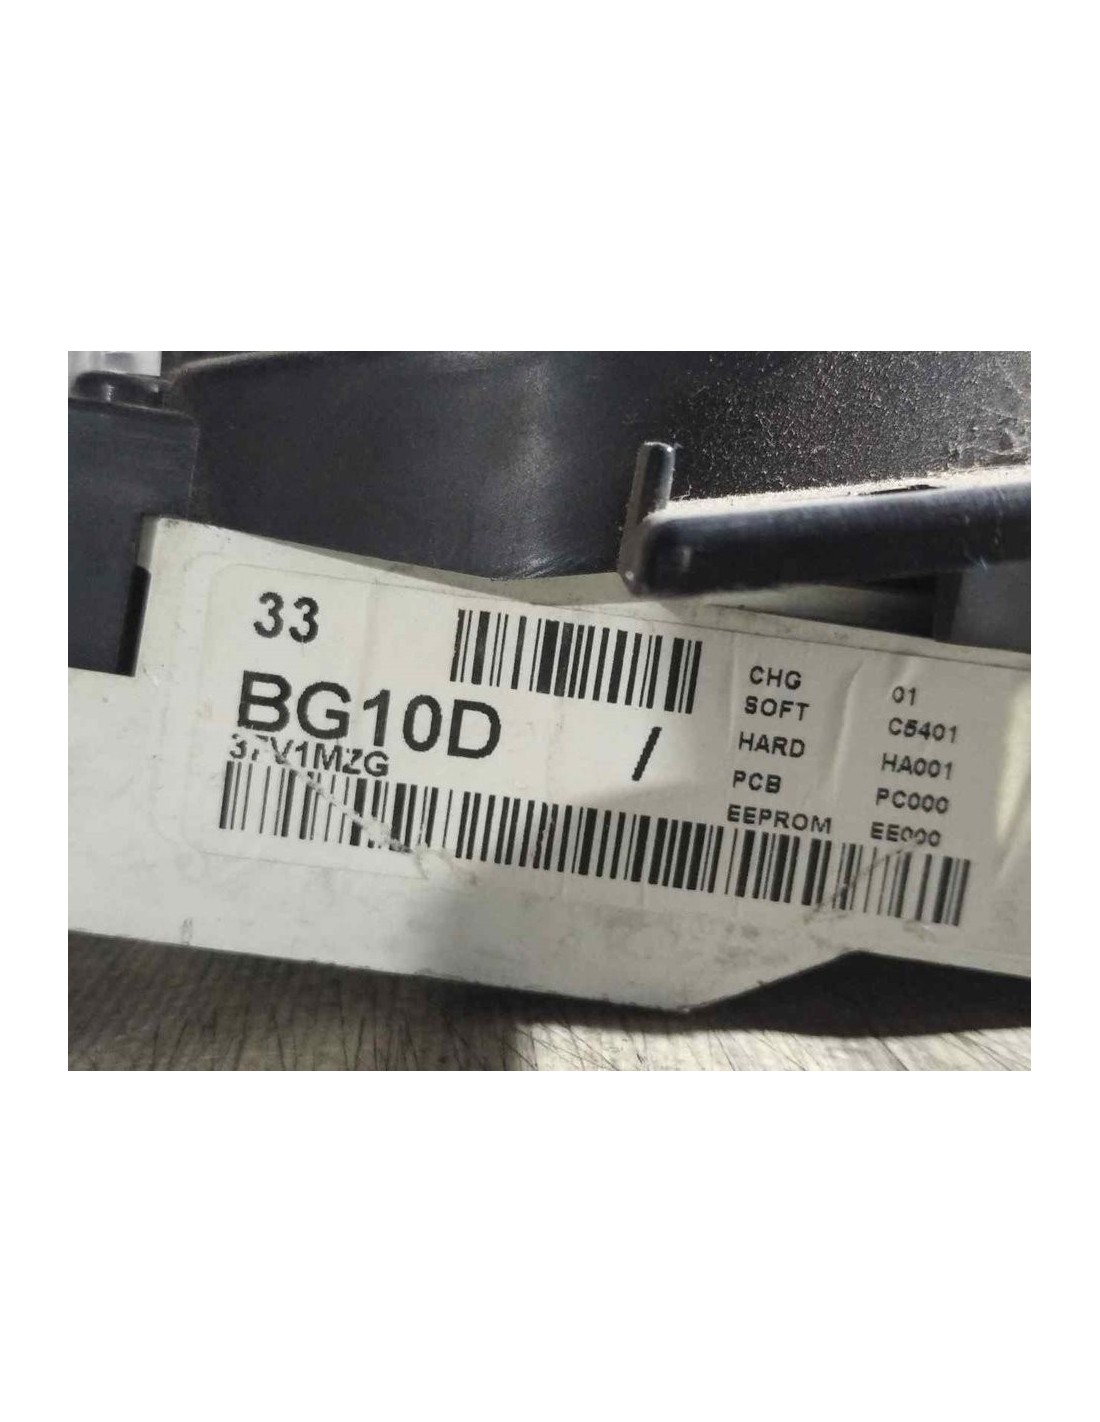 33
BG10D /
37V1MZG
CHG 01
SOFT C5401
HARD HA001
PCB PC000
EEPROM EE000